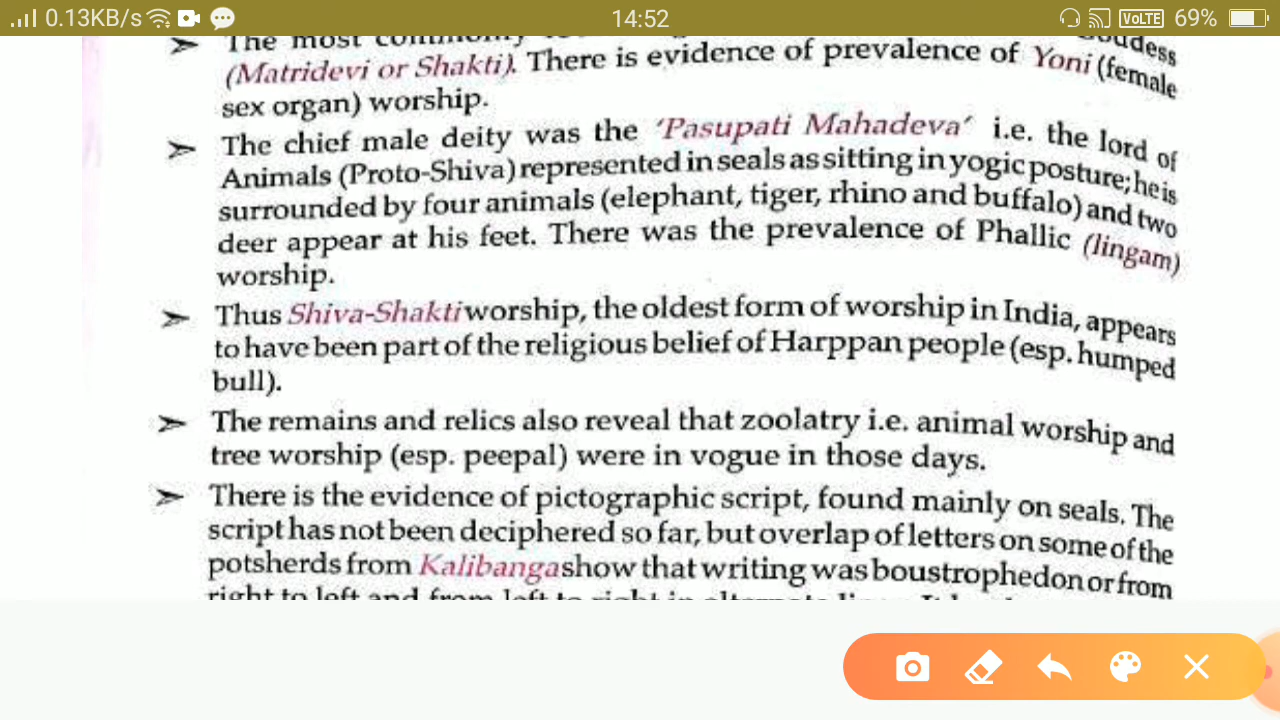 0.13KB/s 14:52 VoLTE 69%
➢ The most commonly
(Matridevi or Shakti). There is evidence of prevalence of Yoni (female
sex organ) worship.
➢ The chief male deity was the 'Pasupati Mahadeva' i.e. the lord of
Animals (Proto-Shiva) represented in seals as sitting in yogic posture; he is
surrounded by four animals (elephant, tiger, rhino and buffalo) and two
deer appear at his feet. There was the prevalence of Phallic (lingam)
worship.
➢ Thus Shiva-Shakti worship, the oldest form of worship in India, appears
to have been part of the religious belief of Harppan people (esp. humped
bull).
➢ The remains and relics also reveal that zoolatry i.e. animal worship and
tree worship (esp. peepal) were in vogue in those days.
➢ There is the evidence of pictographic script, found mainly on seals. The
script has not been deciphered so far, but overlap of letters on some of the
potsherds from Kalibanga show that writing was boustrophedon or from
right to left and from left to right in alternate